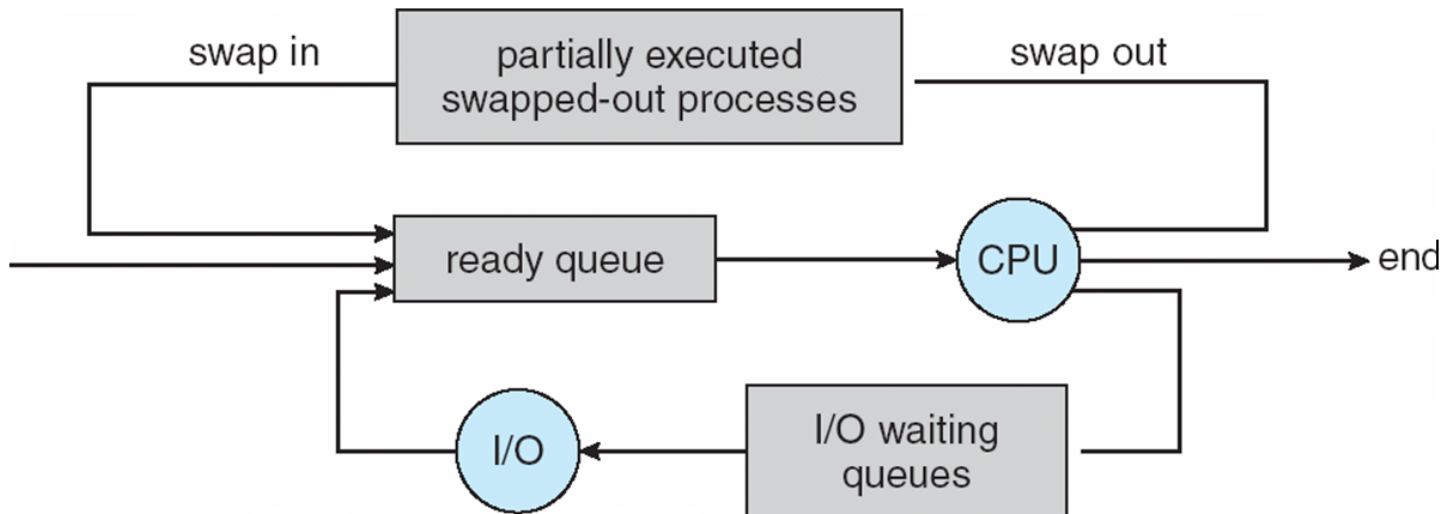 swap in
partially executed
swapped-out processes
swap out
ready queue
CPU
end
I/O
I/O waiting
queues